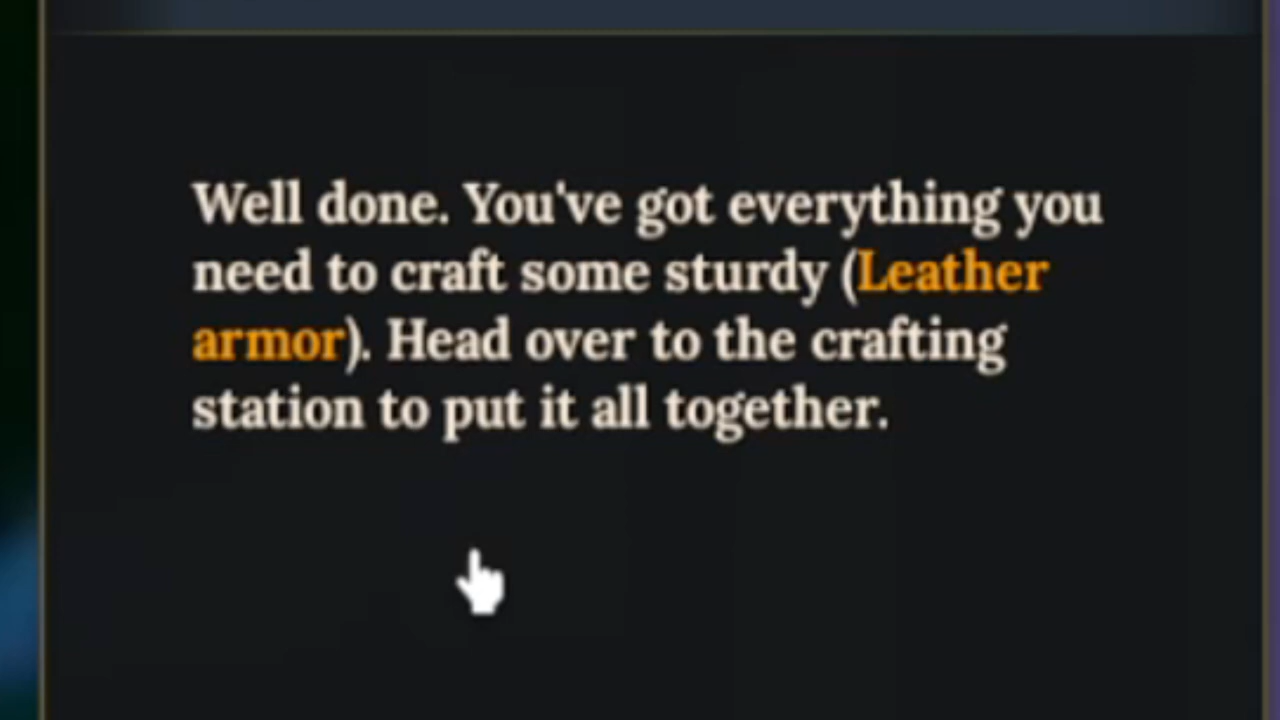 Well done. You've got everything you
need to craft some sturdy (Leather
armor). Head over to the crafting
station to put it all together.